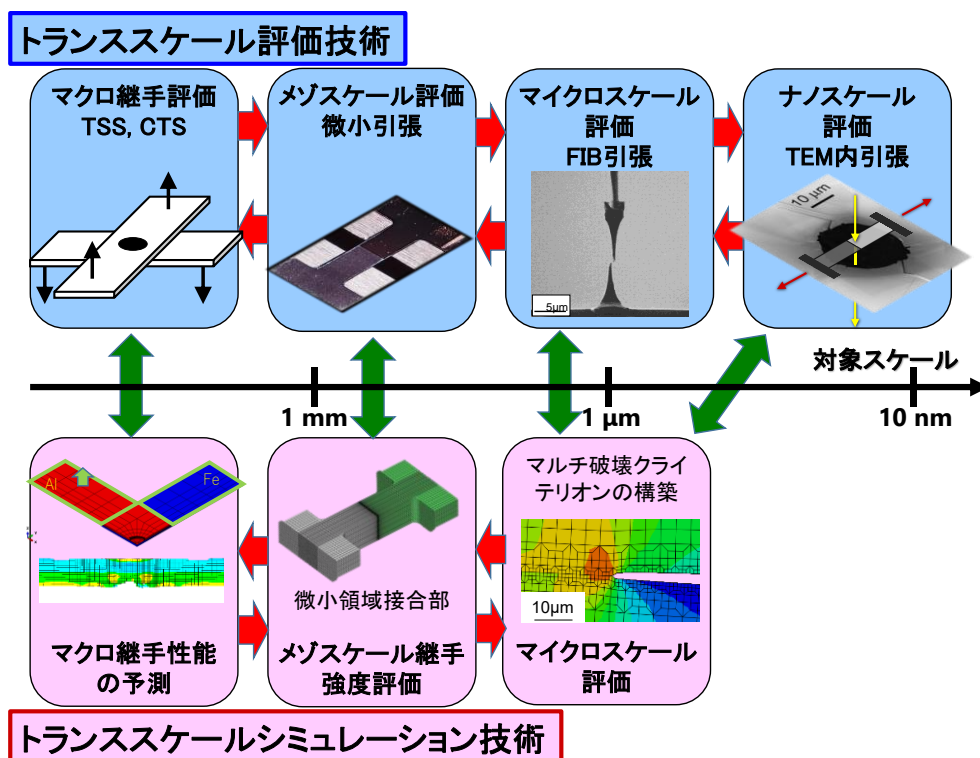 トランススケール評価技術
マクロ継手評価
TSS, CTS
メゾスケール評価
微小引張
マイクロスケール
評価
FIB引張
5μm
ナノスケール
評価
TEM内引張
10 μm
対象スケール
1 mm
1 μm
10 nm
Al
Fe
マクロ継手性能
の予測
微小領域接合部
メゾスケール継手
強度評価
マルチ破壊クライ
テリオンの構築
10μm
マイクロスケール
評価
トランススケールシミュレーション技術